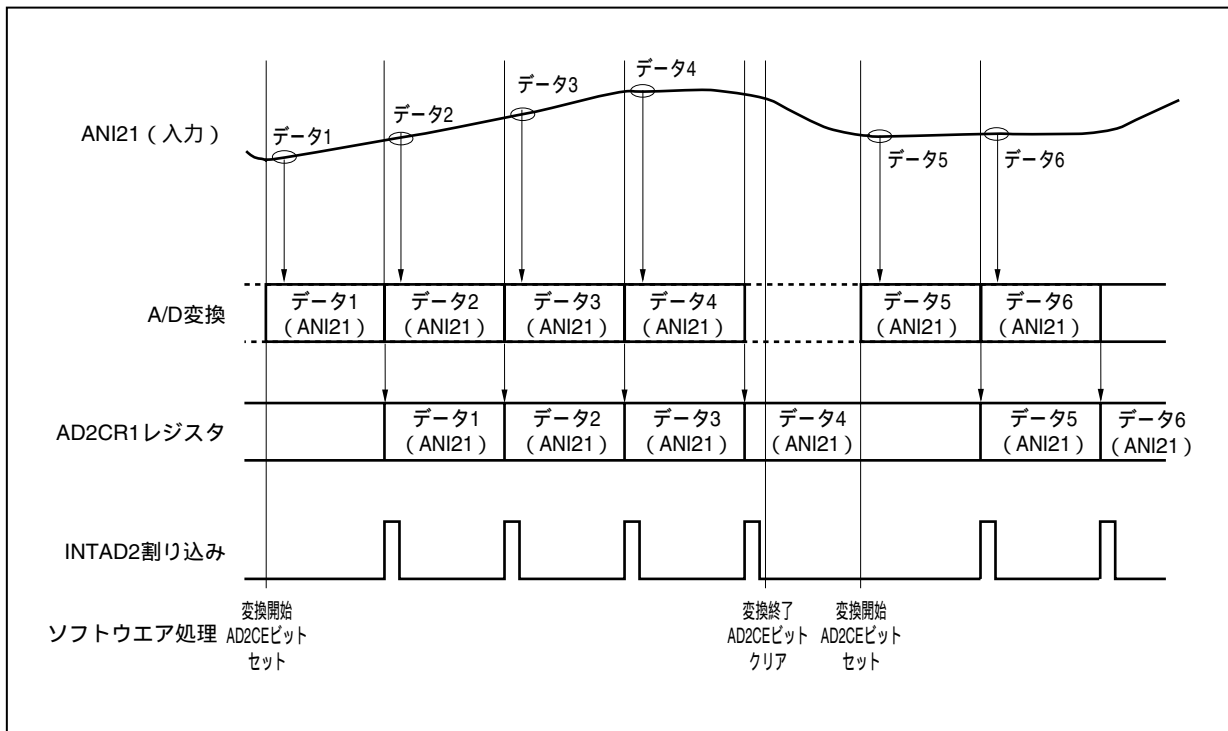 データ1
データ2
データ3
データ4
データ5
データ6
ANI21（入力）
A/D変換
データ1
（ANI21）
データ2
（ANI21）
データ3
（ANI21）
データ4
（ANI21）
データ5
（ANI21）
データ6
（ANI21）
AD2CR1レジスタ
データ1
（ANI21）
データ2
（ANI21）
データ3
（ANI21）
データ4
（ANI21）
データ5
（ANI21）
データ6
（ANI21）
INTAD2割り込み
ソフトウエア処理
変換開始
AD2CEビット
セット
変換終了
AD2CEビット
クリア
変換開始
AD2CEビット
セット